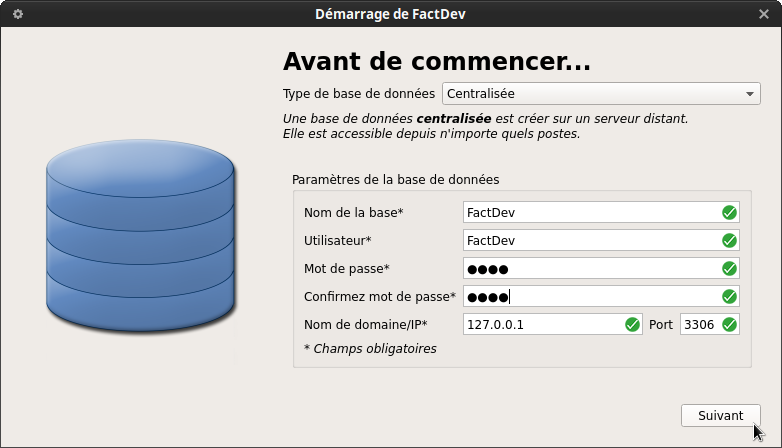 Démarrage de FactDev
Avant de commencer...
Type de base de données Centralisée
Une base de données centralisée est créer sur un serveur distant.
Elle est accessible depuis n'importe quels postes.
Paramètres de la base de données
Nom de la base* FactDev
Utilisateur* FactDev
Mot de passe* ●●●●
Confirmez mot de passe* ●●●●
Nom de domaine/IP* 127.0.0.1 Port 3306
* Champs obligatoires
Suivant